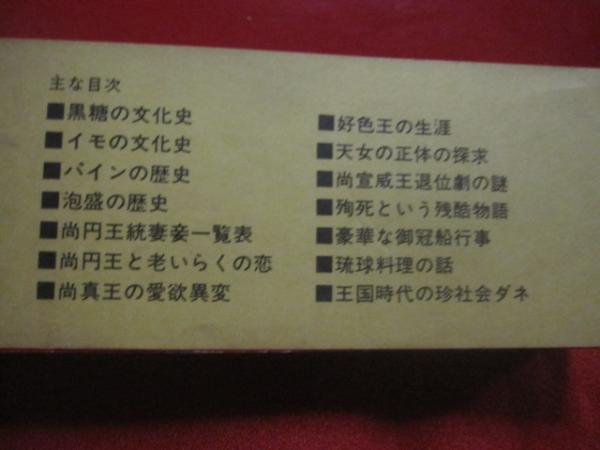 主な目次
■黒糖の文化史
■イモの文化史
■パインの歴史
■泡盛の歴史
■尚円王統妻妾一覧表
■尚円王と老いらくの恋
■尚真王の愛欲異変
■好色王の生涯
■天女の正体の探求
■尚宣威王退位劇の謎
■殉死という残酷物語
■豪華な御冠船行事
■琉球料理の話
■王国時代の珍社会ダネ